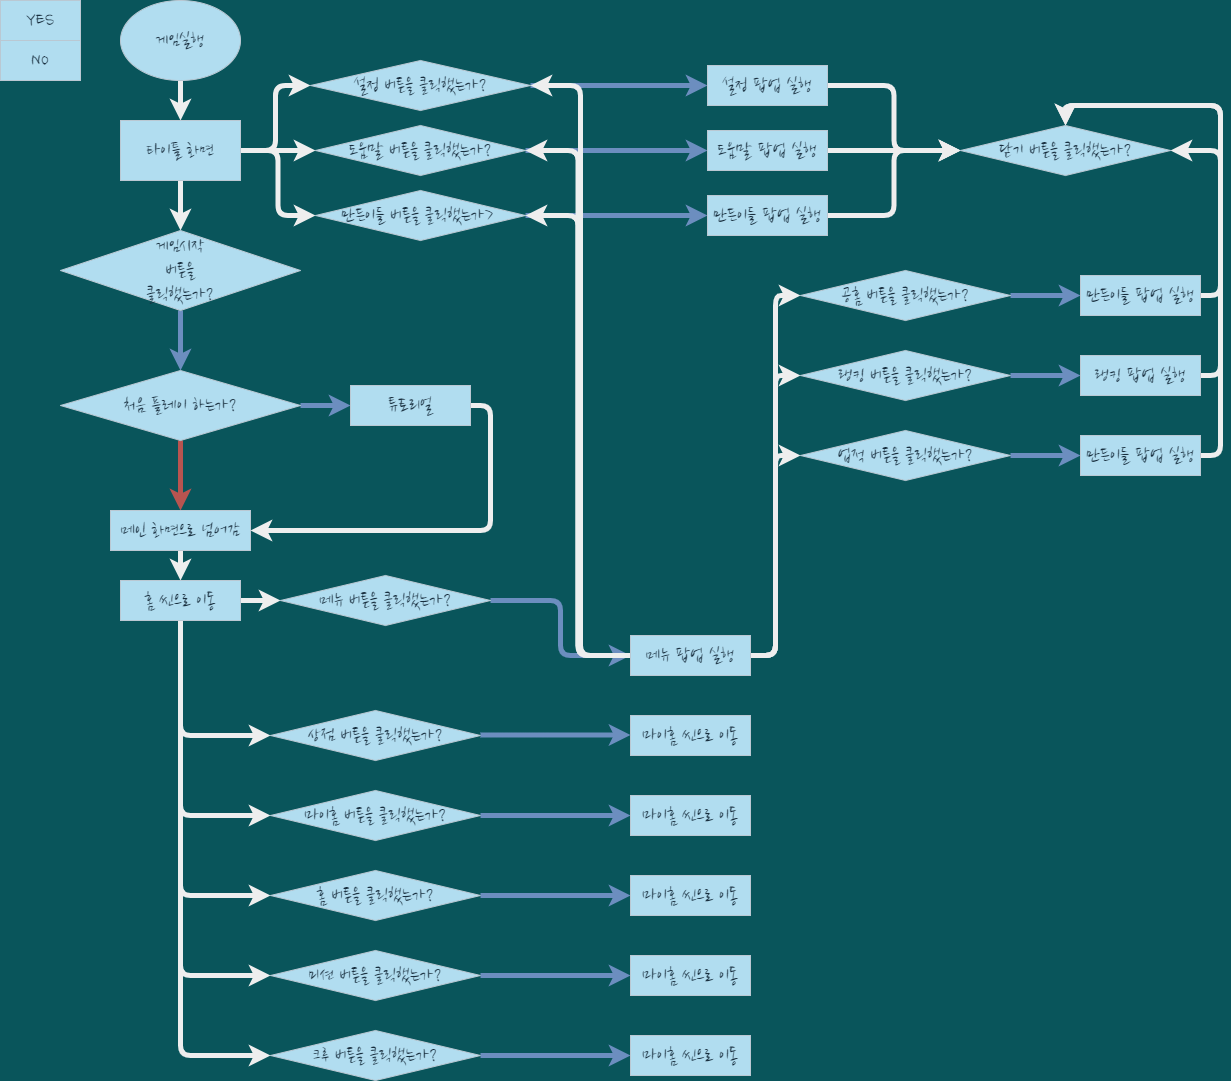 YES
NO
게임실행
타이틀 화면
설정 버튼을 클릭했는가?
설정 팝업 실행
도움말 버튼을 클릭했는가?
도움말 팝업 실행
닫기 버튼을 클릭했는가?
만든이들 버튼을 클릭했는가>
만든이들 팝업 실행
게임시작
버튼을
클릭했는가?
공홈 버튼을 클릭했는가?
만든이들 팝업 실행
랭킹 버튼을 클릭했는가?
랭킹 팝업 실행
처음 플레이 하는가?
튜토리얼
업적 버튼을 클릭했는가?
만든이들 팝업 실행
메인 화면으로 넘어감
홈 씬으로 이동
메뉴 버튼을 클릭했는가?
메뉴 팝업 실행
상점 버튼을 클릭했는가?
마이홈 씬으로 이동
마이홈 버튼을 클릭했는가?
마이홈 씬으로 이동
홈 버튼을 클릭했는가?
마이홈 씬으로 이동
미션 버튼을 클릭했는가?
마이홈 씬으로 이동
크루 버튼을 클릭했는가?
마이홈 씬으로 이동